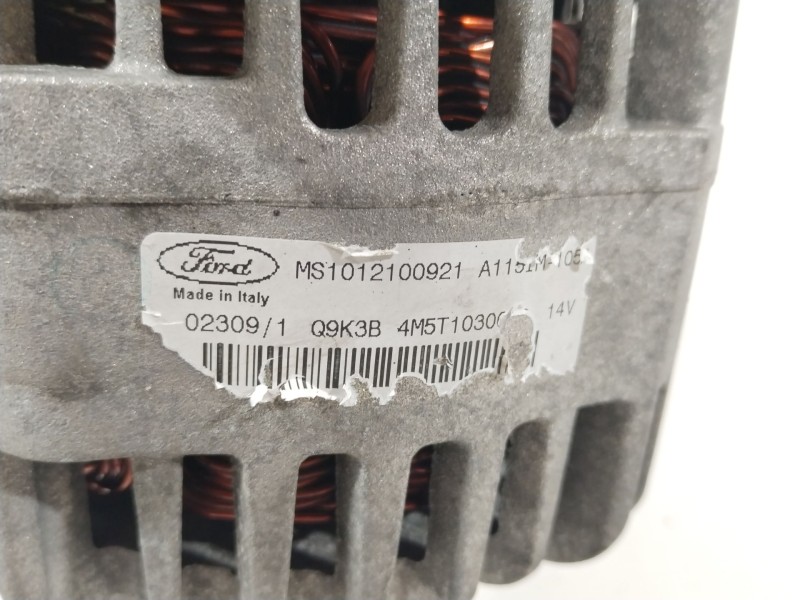 Ford
MS1012100921
Made in Italy
02309/1 Q9K3B 14V